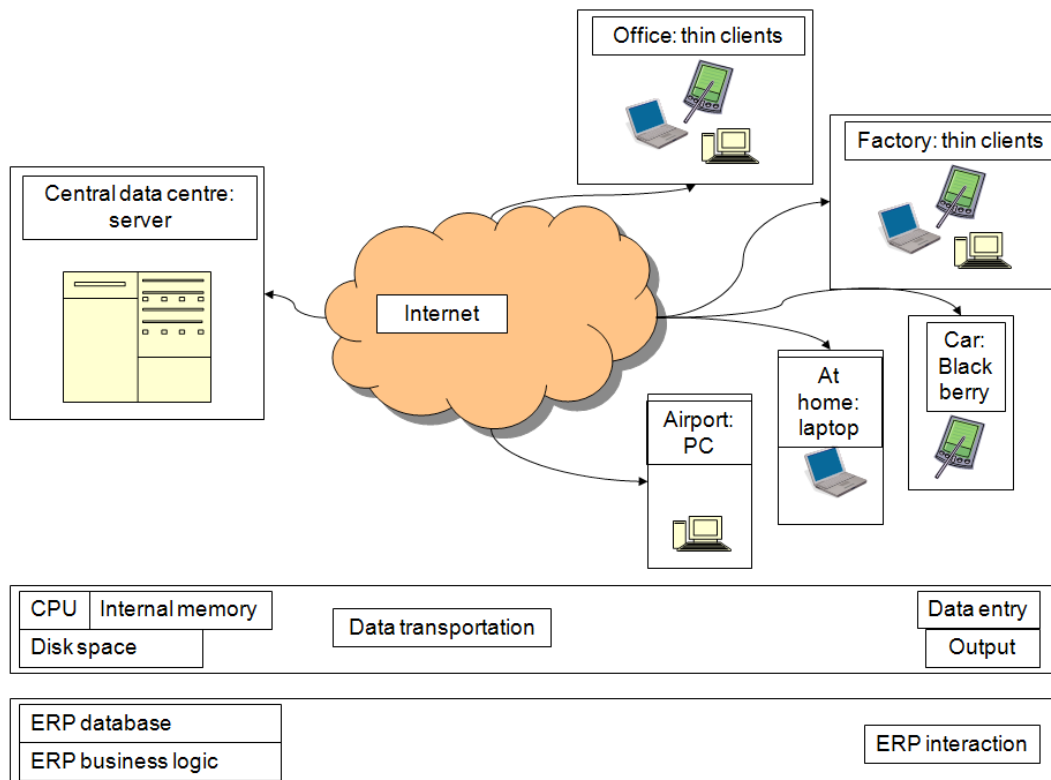 Office: thin clients
Factory: thin clients
Central data centre:
server
Internet
Car:
Black
berry
At
home:
laptop
Airport:
PC
CPU
Internal memory
Data transportation
Data entry
Disk space
Output
ERP database
ERP business logic
ERP interaction